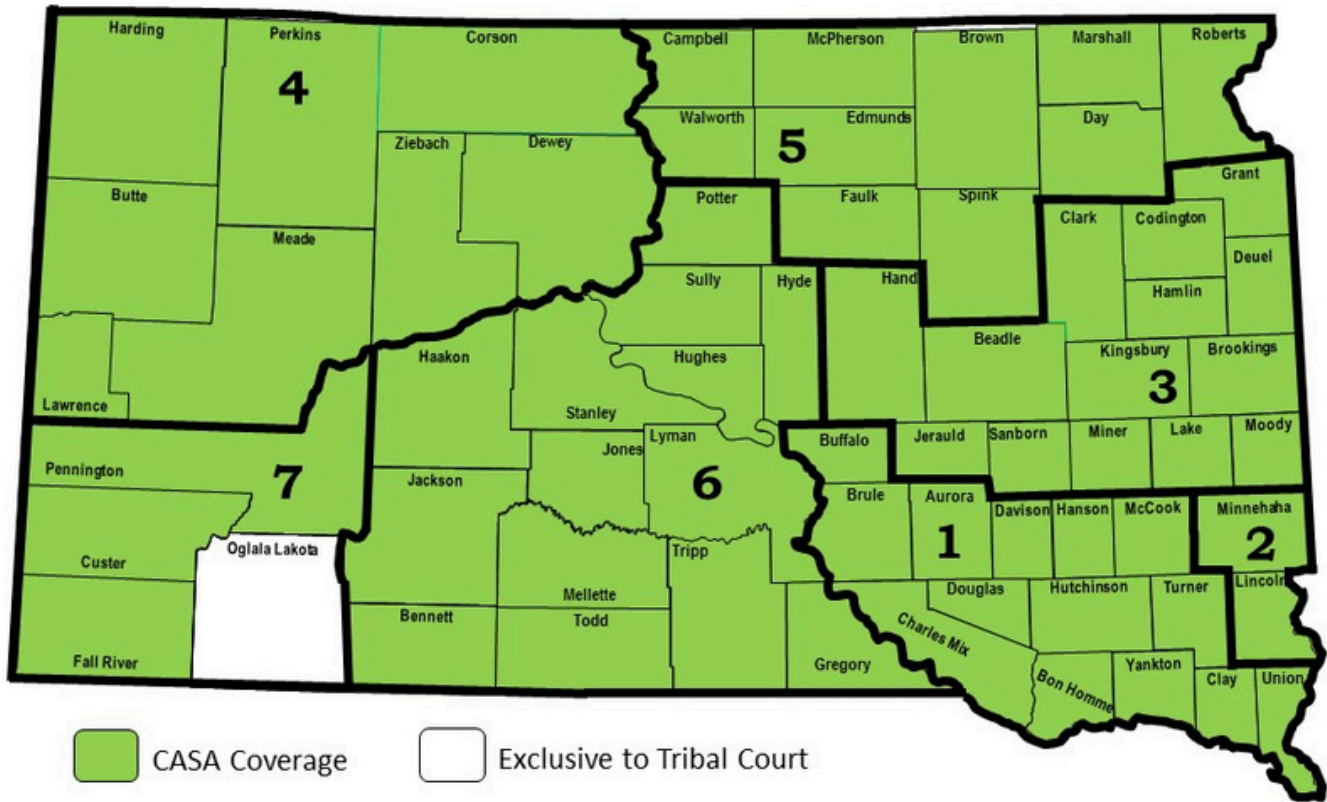 Harding
Perkins
Corson
Campbell
McPherson
Brown
Marshall
Roberts
4
Walworth
Edmunds
Day
5
Ziebach
Dewey
Butte
Potter
Faulk
Spink
Grant
Clark
Codington
Meade
Deuel
Sully
Hyde
Hand
Hamlin
Haakon
Hughes
Beadle
Kingsbury
Brookings
3
Lawrence
Stanley
Lyman
Buffalo
Jerauld
Sanborn
Miner
Lake
Moody
Jones
Pennington
7
Jackson
6
Brule
Aurora
Davison
Hanson
McCook
Minnehaha
1
2
Oglala Lakota
Custer
Tripp
Mellette
Douglas
Hutchinson
Turner
Lincoln
Bennett
Todd
Charles Mix
Fall River
Gregory
Bon Homme
Yankton
Clay
Union
CASA Coverage
Exclusive to Tribal Court